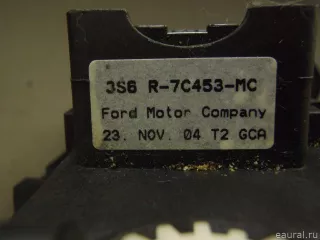 3S6 R-7C453-MC
Ford Motor Company
23. NOV. 04 T2 GCA
eaural.ru